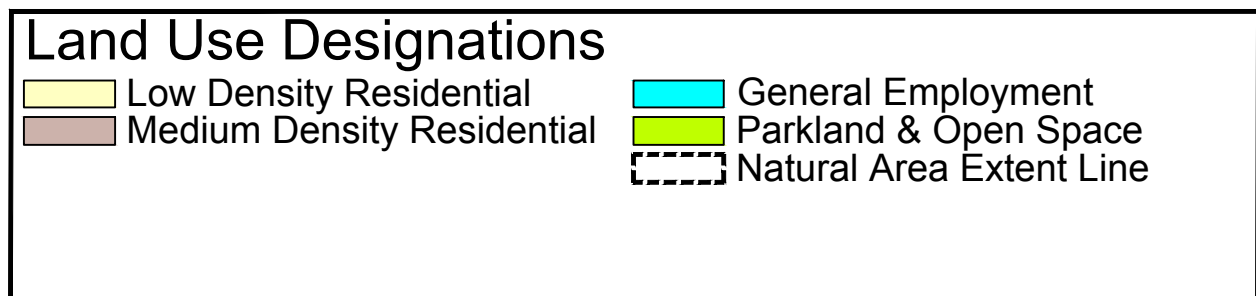 Land Use Designations
Low Density Residential
Medium Density Residential
General Employment
Parkland & Open Space
Natural Area Extent Line